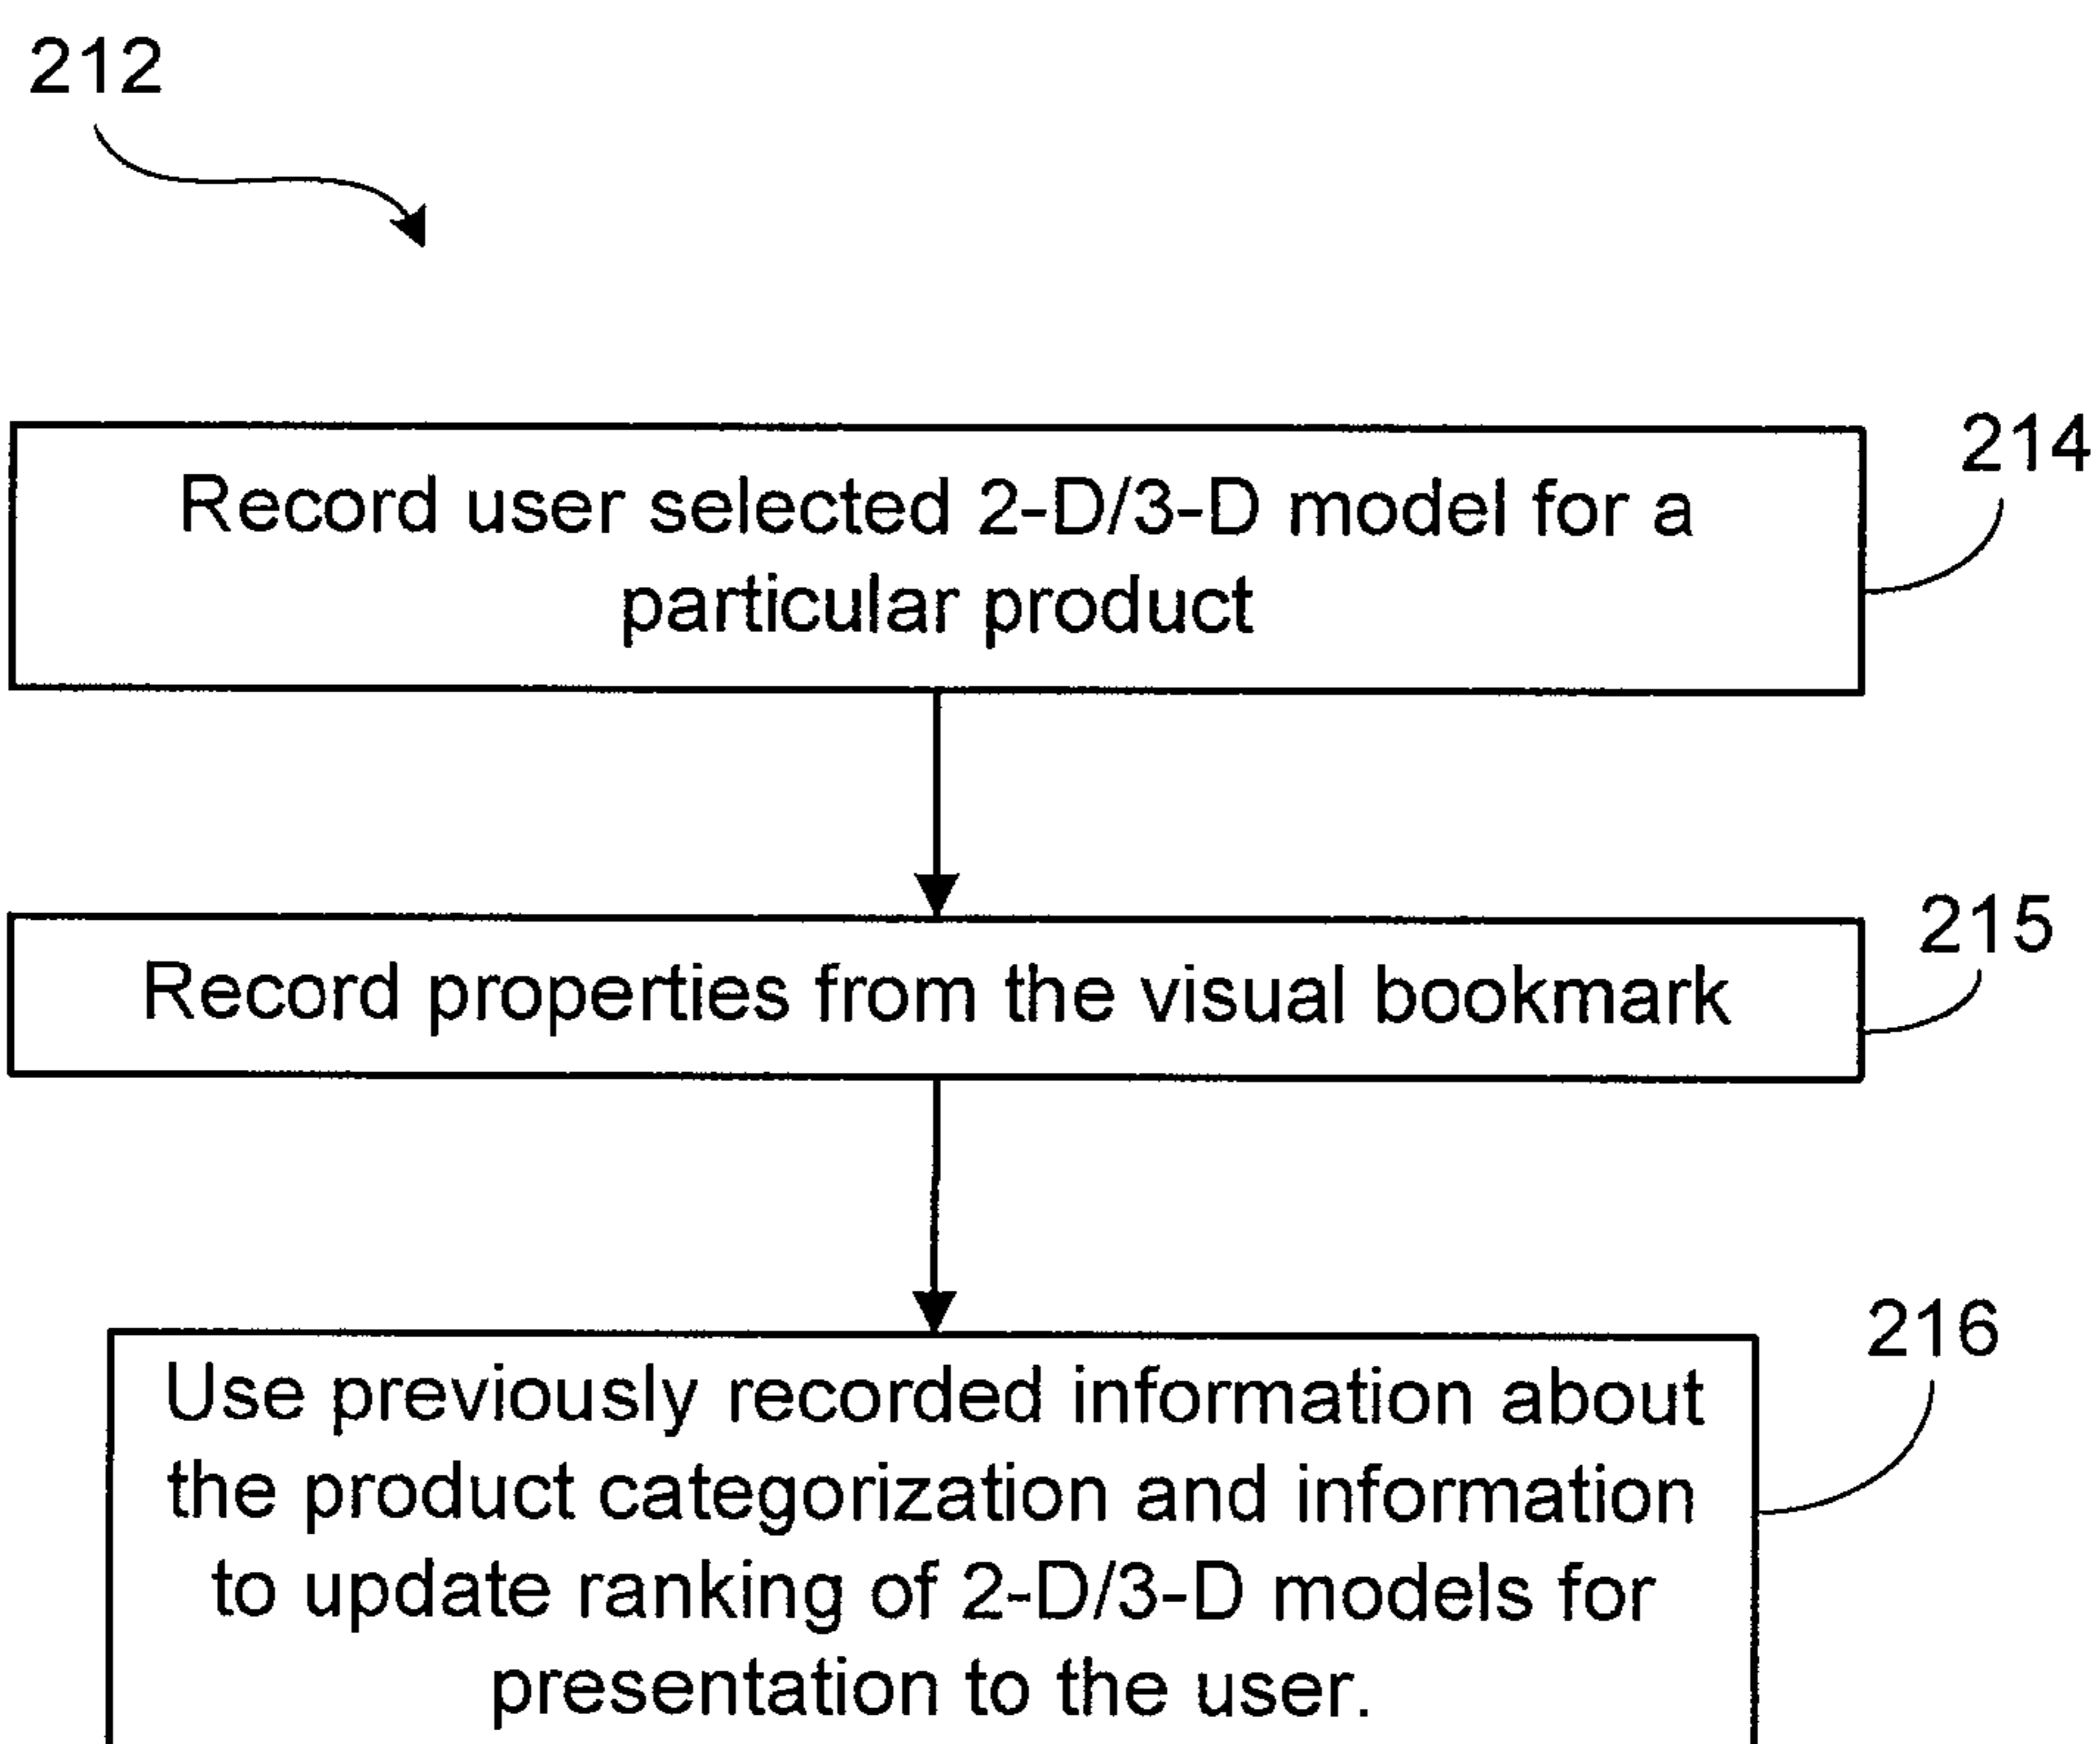 212
214
Record user selected 2-D/3-D model for a
particular product
215
Record properties from the visual bookmark
216
Use previously recorded information about
the product categorization and information
to update ranking of 2-D/3-D models for
presentation to the user.